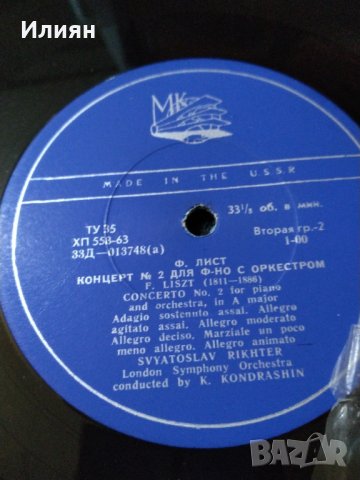 Илиян
МК
MADE IN THE U.S.S.R
ТУ 35
ХП 558-63
33Д—013748(а)
33⅓ об. в мин.
Вторая гр.-2
1-00
Ф. ЛИСТ
КОНЦЕРТ № 2 ДЛЯ Ф-НО С ОРКЕСТРОМ
F. LISZT (1811—1886)
CONCERTO No. 2 for piano
and orchestra, in A major
Adagio sostenuto assai. Allegro
agitato assai. Allegro moderato
Allegro deciso. Marziale un poco
meno allegro. Allegro animato
SVYATOSLAV RIKHTER
London Symphony Orchestra
conducted by K. KONDRASHIN
BAZAR.BG